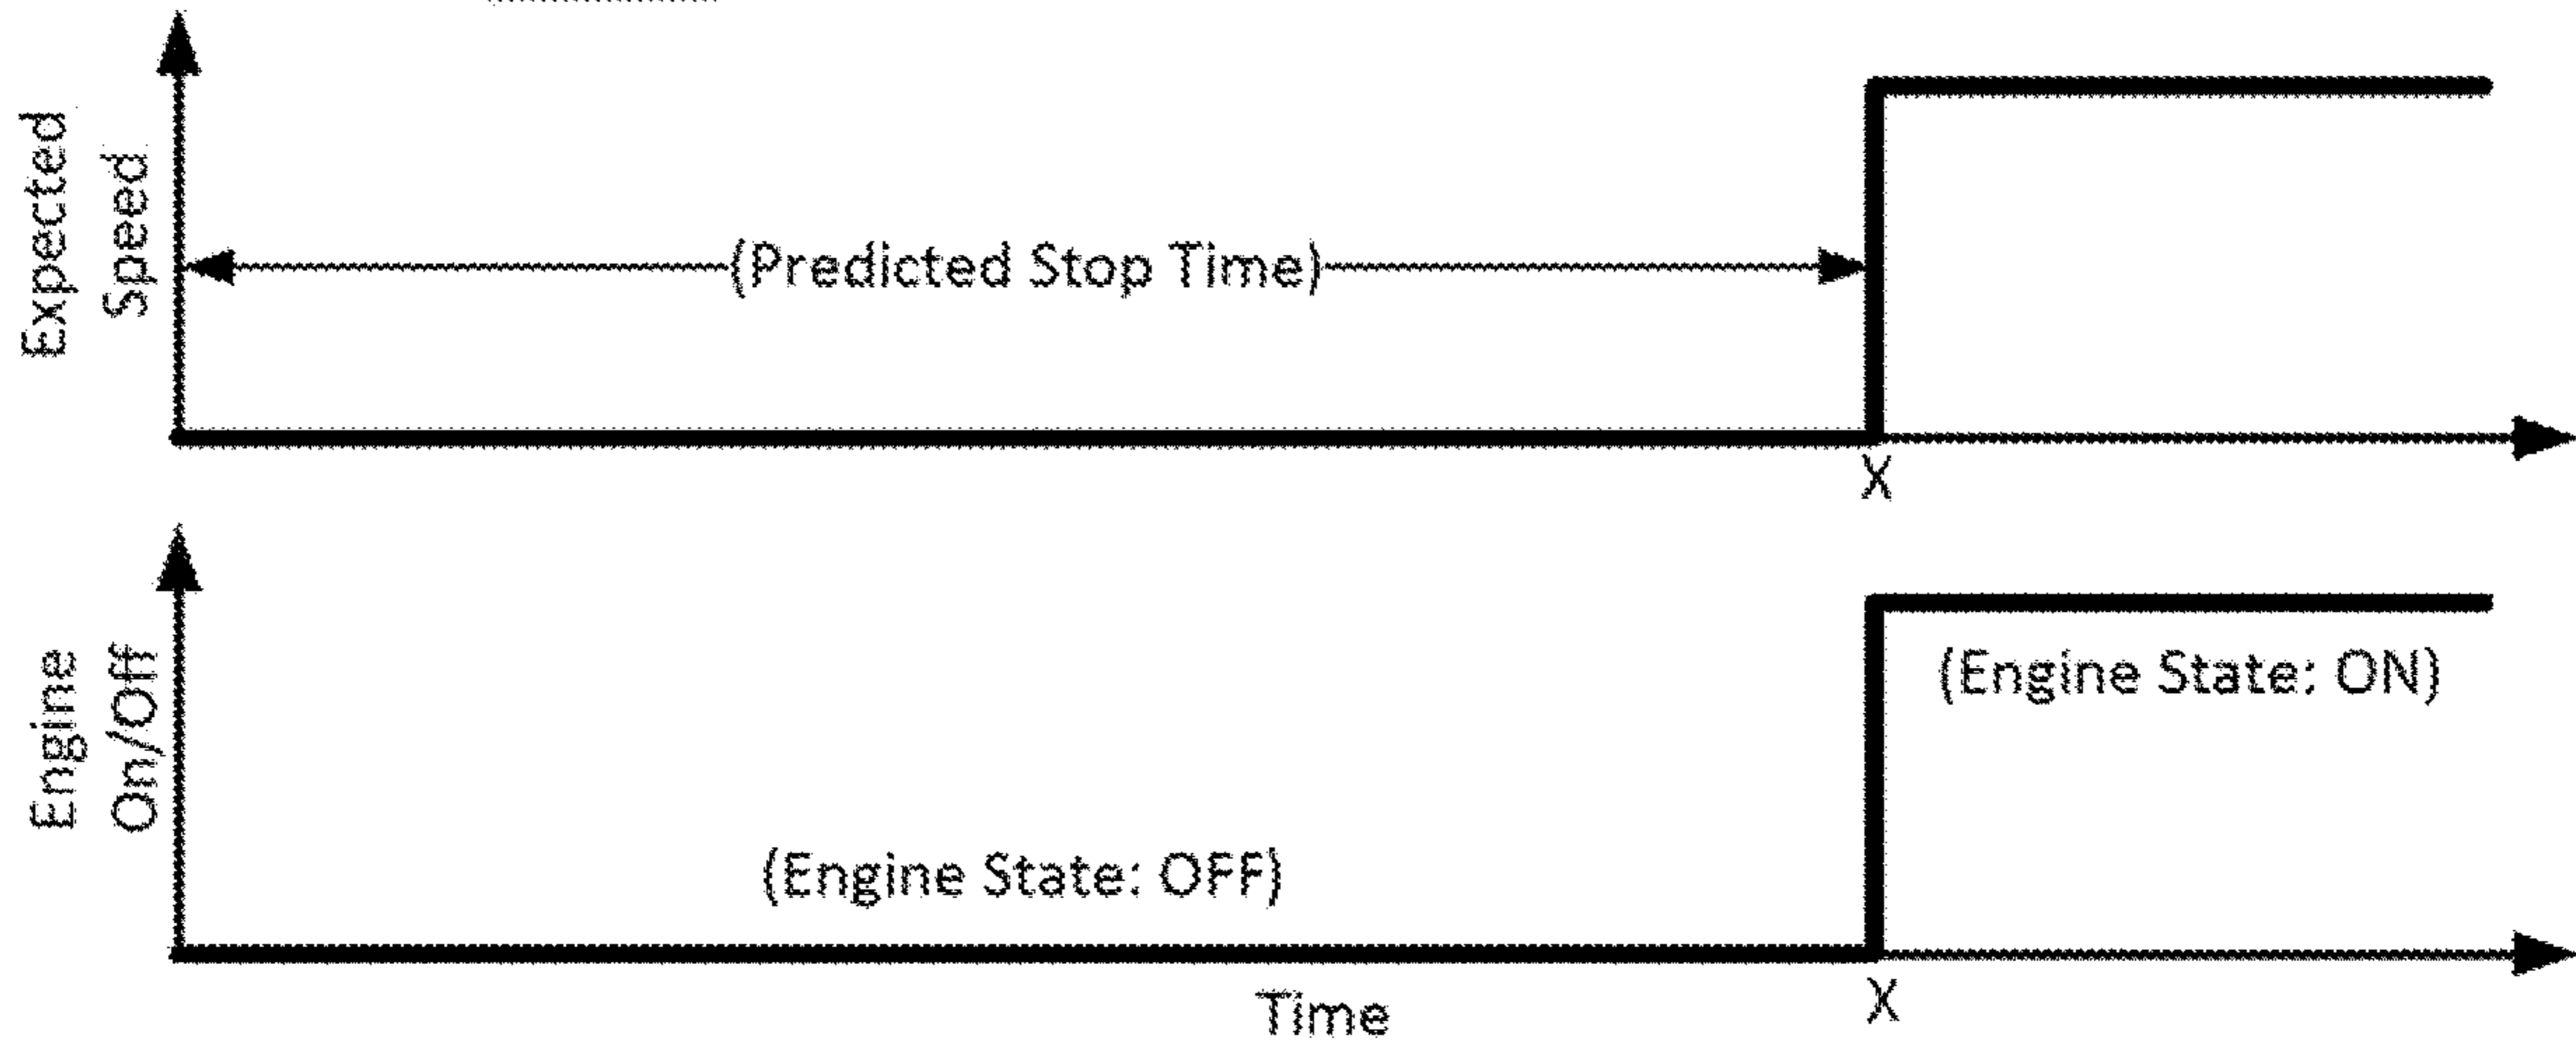 Expected
Speed
(Predicted Stop Time)
X
Engine
On/Off
(Engine State: ON)
(Engine State: OFF)
Time
X